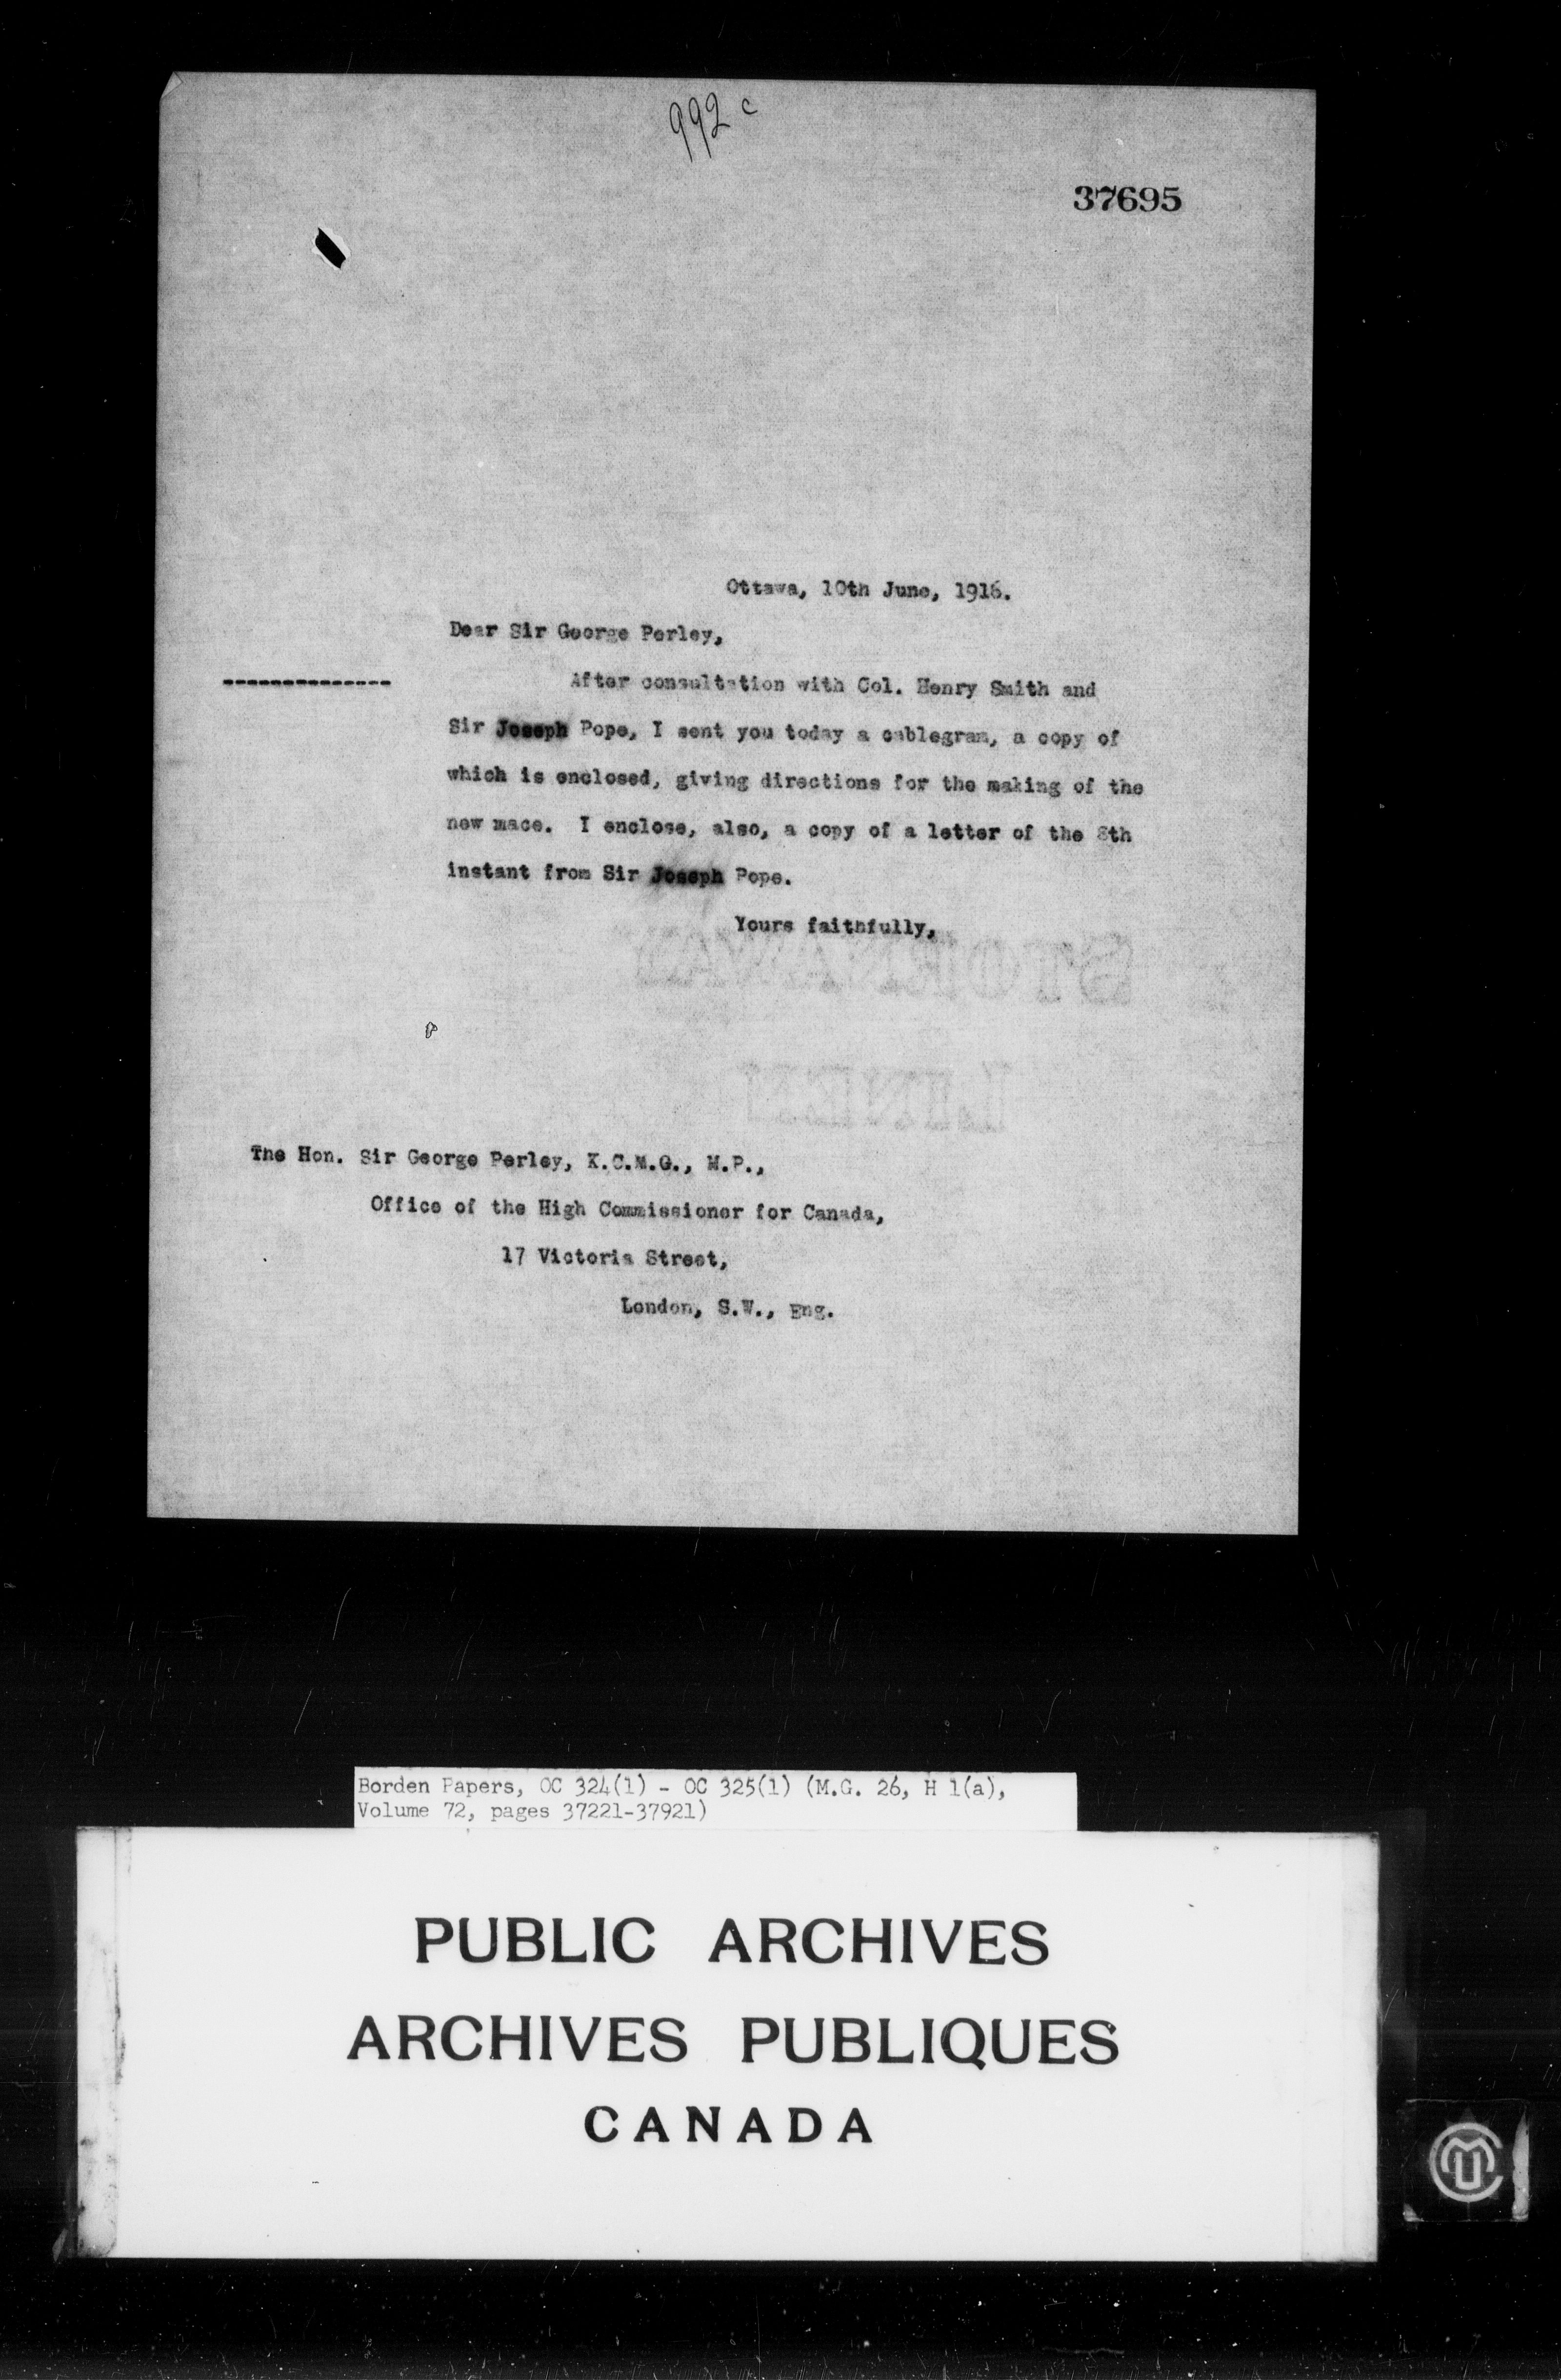 992 c
37695
Ottawa, 10th June, 1916.
Dear Sir George Perley,
--------------
After consultation with Col. Henry Smith and
Sir Joseph Pope, I sent you today a cablegram, a copy of
which is enclosed, giving directions for the making of the
new mace. I enclose, also, a copy of a letter of the 8th
instant from Sir Joseph Pope.
Yours faithfully,
LINEN
The Hon. Sir George Perley, K.C.M.G., M.P.,
Office of the High Commissioner for Canada,
17 Victoria Street,
London, S.W., Eng.
Borden Papers, OC 324(1) - OC 325(1) (M.G. 26, H 1(a),
Volume 72, pages 37221-37921)
PUBLIC ARCHIVES
ARCHIVES PUBLIQUES
CANADA